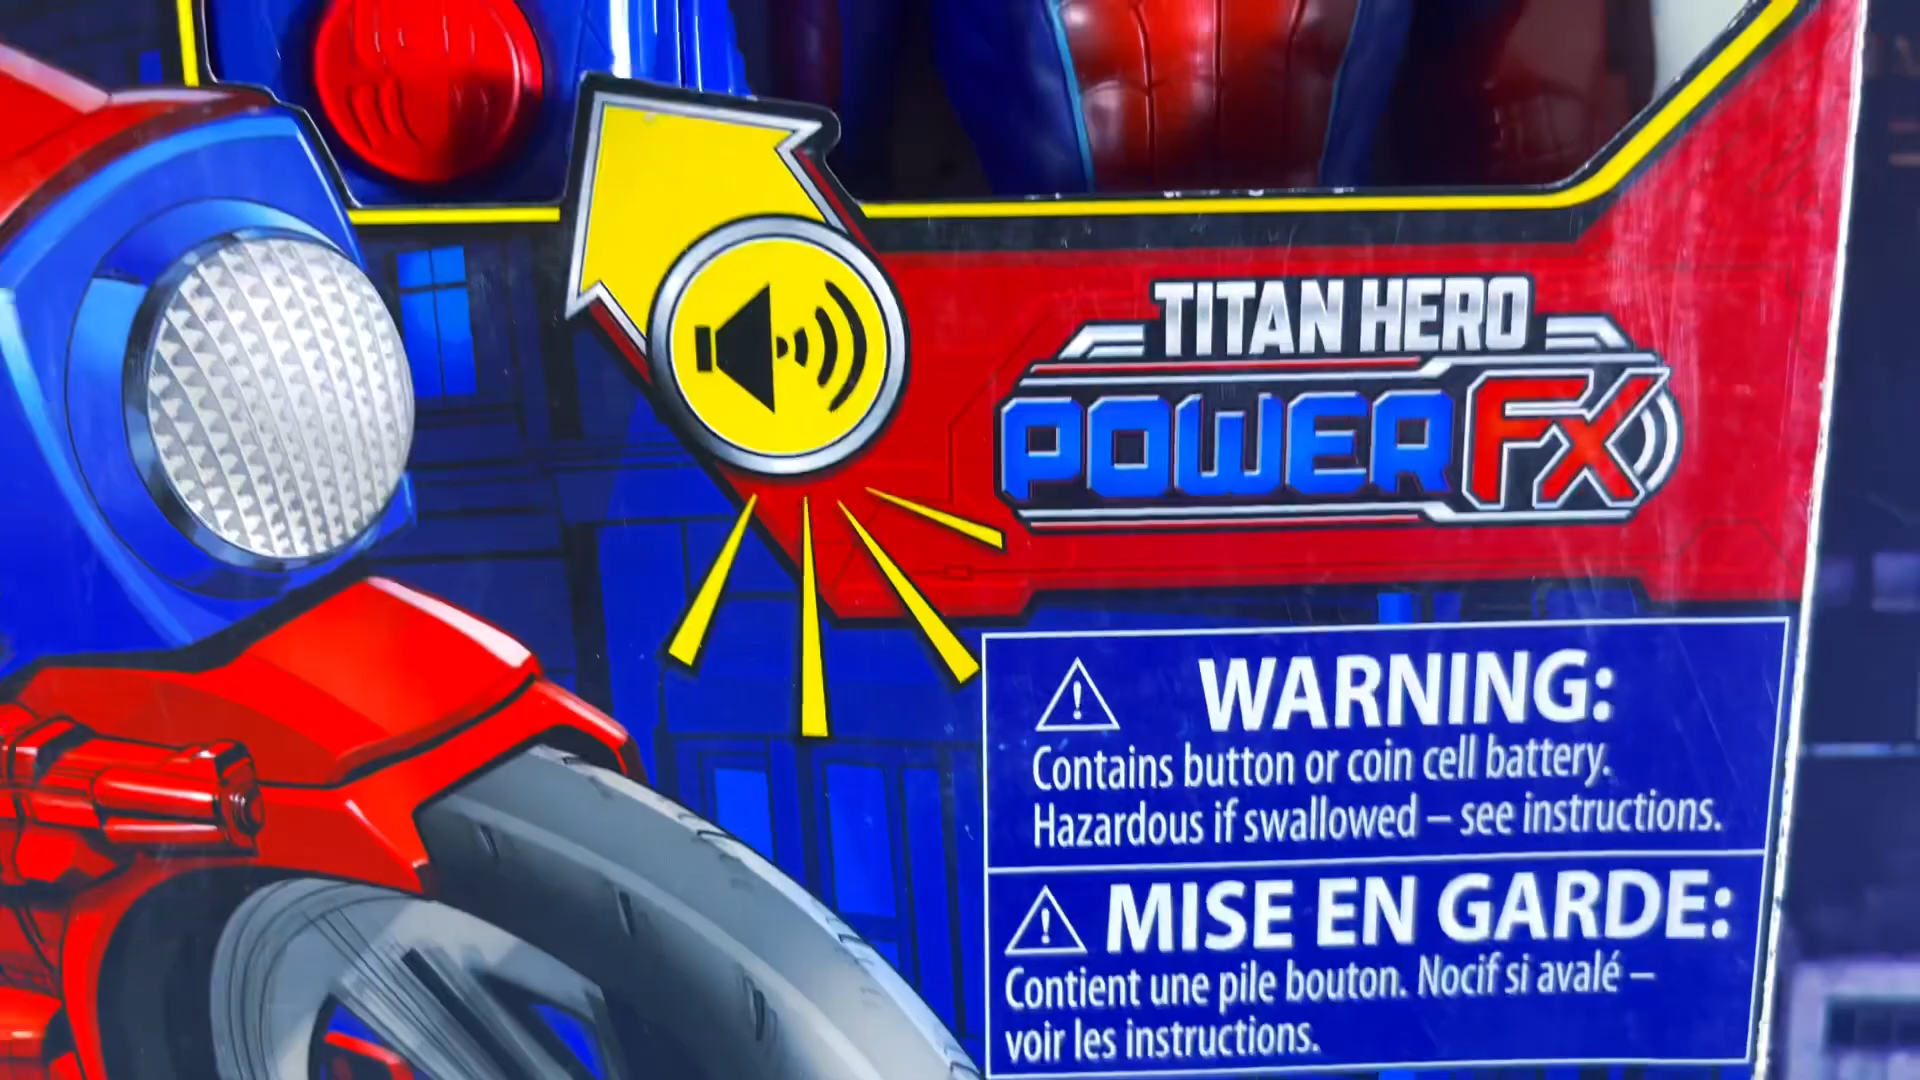 TITAN HERO
POWER FX
WARNING:
Contains button or coin cell battery.
Hazardous if swallowed – see instructions.
MISE EN GARDE:
Contient une pile bouton. Nocif si avalé –
voir les instructions.